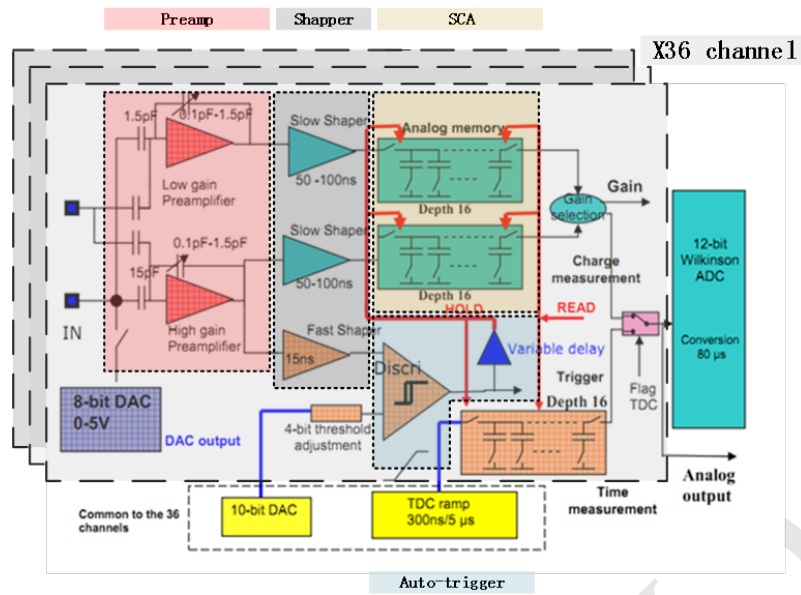 Preamp
Shapper
SCA
X36 channel
1.5pF
0.1pF-1.5pF
Slow Shaper
Analog memory
50 -100ns
Low gain
Preamplifier
Depth 16
Gain
Gain
selection
Slow Shaper
0.1pF-1.5pF
15pF
50-100ns
Depth 16
Charge
measurement
12-bit
Wilkinson
ADC
Conversion
80 µs
HOLD
READ
IN
High gain
Preamplifier
Fast Shaper
15ns
Discri
Variable delay
Trigger
Depth 16
Flag
TDC
8-bit DAC
0-5V
DAC output
4-bit threshold
adjustment
Analog
output
Time
measurement
Common to the 36
channels
10-bit DAC
TDC ramp
300ns/5 µs
Auto-trigger